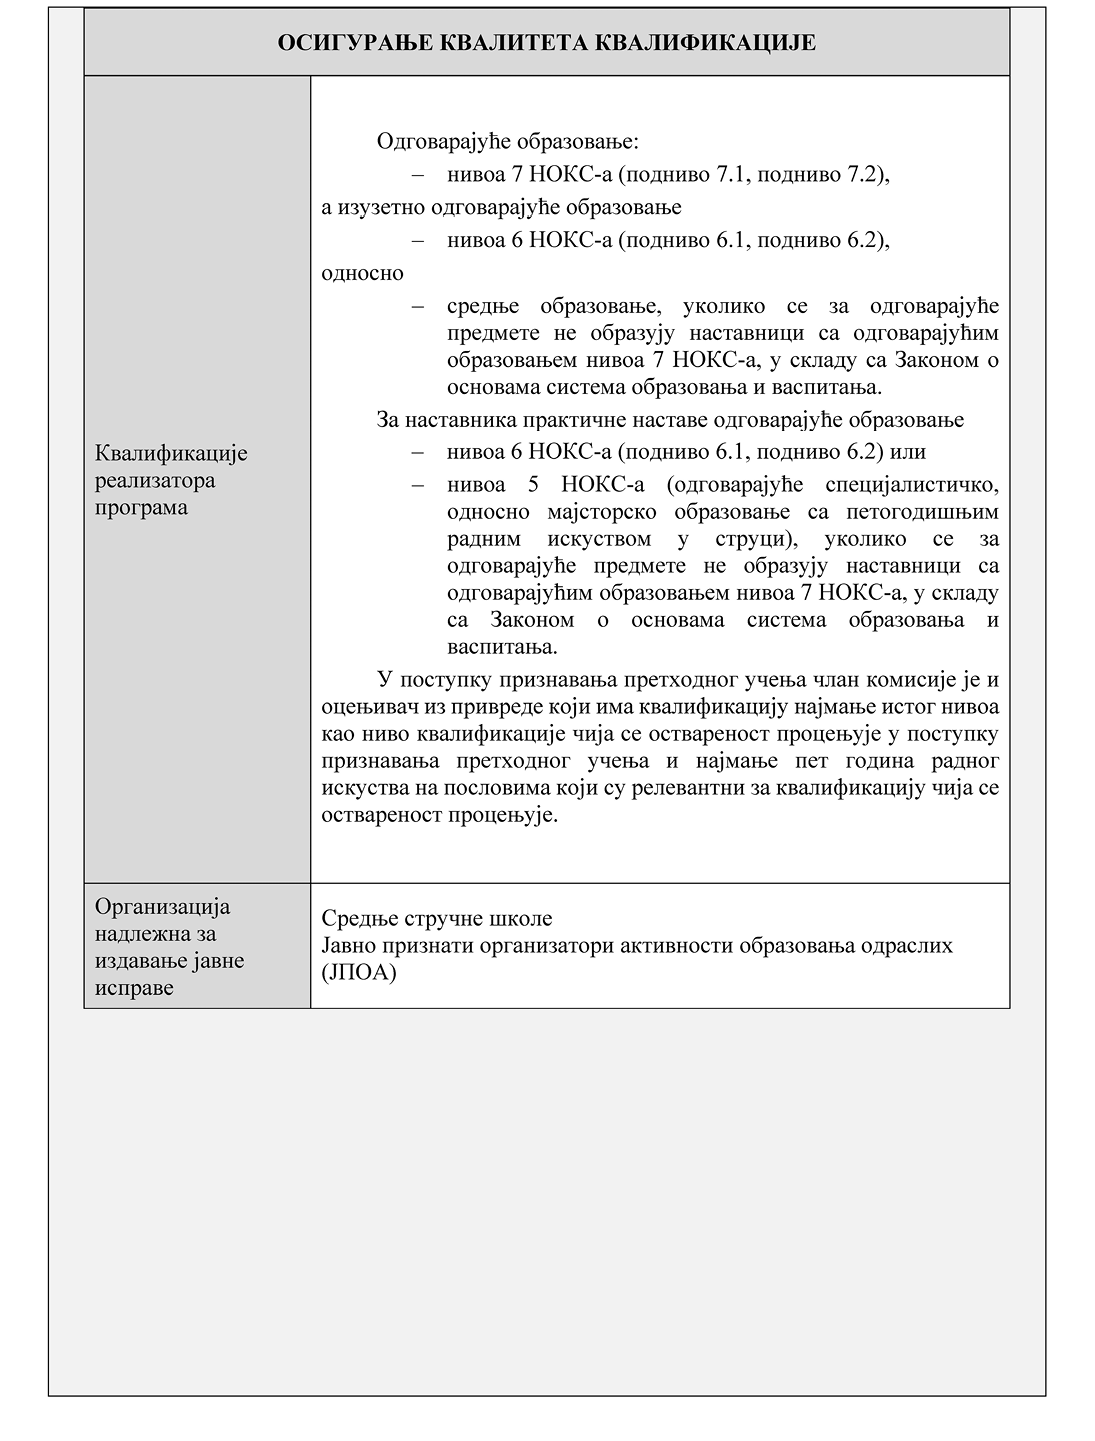 ОСИГУРАЊЕ КВАЛИТЕТА КВАЛИФИКАЦИЈЕ
Квалификације
реализатора
програма
Одговарајуће образовање:
– нивоа 7 НОКС-а (подниво 7.1, подниво 7.2),
а изузетно одговарајуће образовање
– нивоа 6 НОКС-а (подниво 6.1, подниво 6.2),
односно
– средње образовање, уколико се за одговарајуће
предмете не образују наставници са одговарајућим
образовањем нивоа 7 НОКС-а, у складу са Законом о
основама система образовања и васпитања.
За наставника практичне наставе одговарајуће образовање
– нивоа 6 НОКС-а (подниво 6.1, подниво 6.2) или
– нивоа 5 НОКС-а (одговарајуће специјалистичко,
односно мајсторско образовање са петогодишњим
радним искуством у струци), уколико се за
одговарајуће предмете не образују наставници са
одговарајућим образовањем нивоа 7 НОКС-а, у складу
са Законом о основама система образовања и
васпитања.
У поступку признавања претходног учења члан комисије је и
оцењивач из привреде који има квалификацију најмање истог нивоа
као ниво квалификације чија се оствареност процењује у поступку
признавања претходног учења и најмање пет година радног
искуства на пословима који су релевантни за квалификацију чија се
оствареност процењује.
Организација
надлежна за
издавање јавне
исправе
Средње стручне школе
Јавно признати организатори активности образовања одраслих
(ЈПОА)